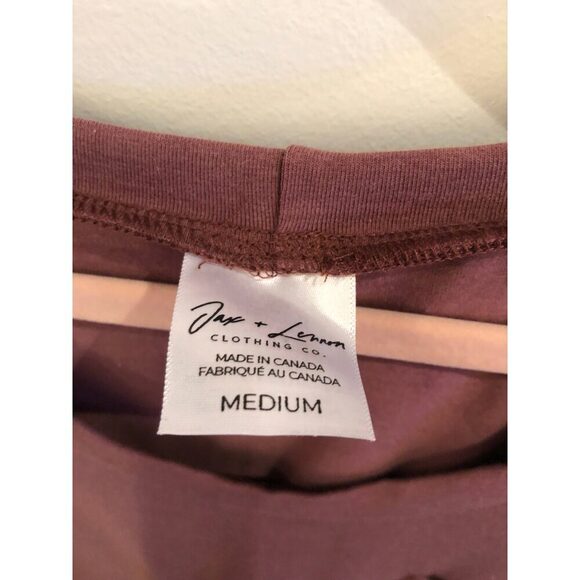 Jax + Lennon
CLOTHING CO.
MADE IN CANADA
FABRIQUÉ AU CANADA
MEDIUM